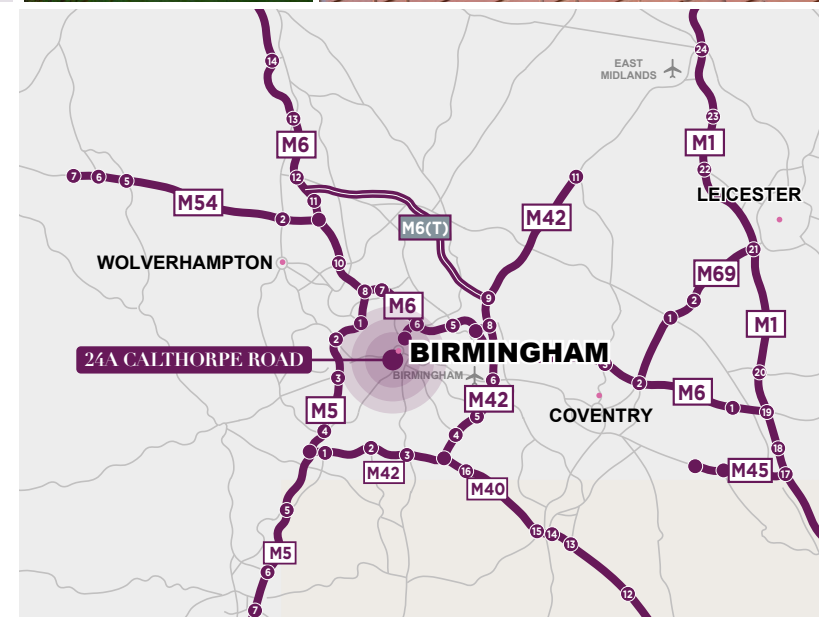 24
EAST
MIDLANDS
14
23
13
M6
M1
22
12
11
7
6
5
M54
11
LEICESTER
2
M42
M6(T)
21
WOLVERHAMPTON
10
M69
8
7
9
2
M6
1
1
6
5
8
M1
2
24A CALTHORPE ROAD
BIRMINGHAM
3
BIRMINGHAM
20
3
6
2
M42
M6
M5
5
1
19
COVENTRY
4
4
18
1
2
3
M42
16
M45
17
M40
5
15
14
13
M5
6
12
7